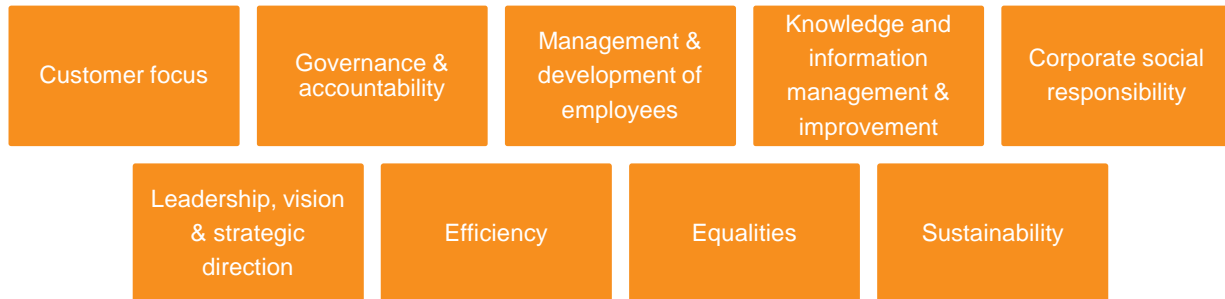 Customer focus
Governance &
accountability
Management &
development of
employees
Knowledge and
information
management &
improvement
Corporate social
responsibility
Leadership, vision
& strategic
direction
Efficiency
Equalities
Sustainability